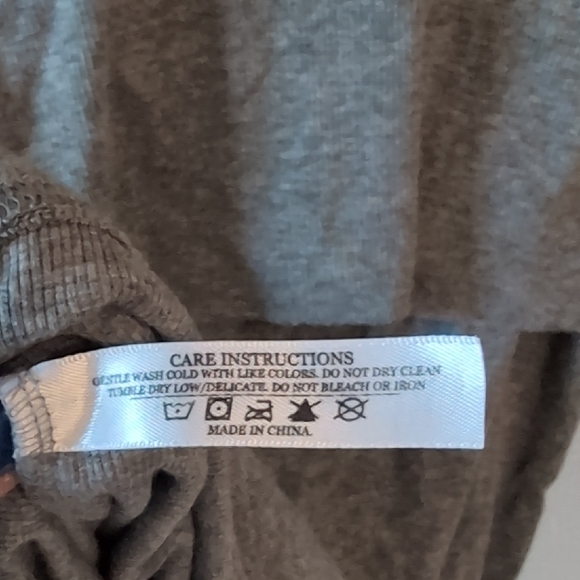 CARE INSTRUCTIONS
GENTLE WASH COLD WITH LIKE COLORS. DO NOT DRY CLEAN
TUMBLE DRY LOW/DELICATE. DO NOT BLEACH OR IRON
MADE IN CHINA